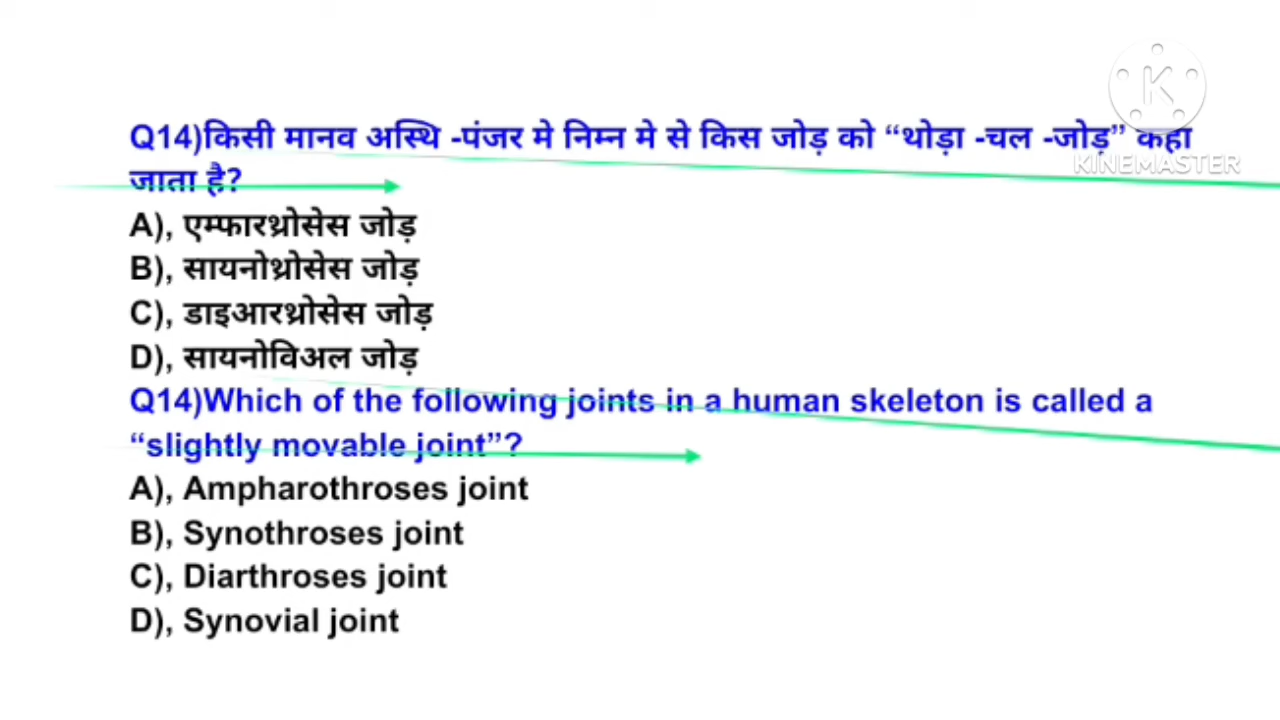 Q14)किसी मानव अस्थि -पंजर मे निम्न मे से किस जोड़ को “थोड़ा -चल -जोड़” कहा
जाता है?
A), एम्फारथ्रोसेस जोड़
B), सायनोथ्रोसेस जोड़
C), डाइआरथ्रोसेस जोड़
D), सायनोविअल जोड़
Q14)Which of the following joints in a human skeleton is called a
“slightly movable joint”?
A), Ampharothroses joint
B), Synothroses joint
C), Diarthroses joint
D), Synovial joint
K
KINEMASTER